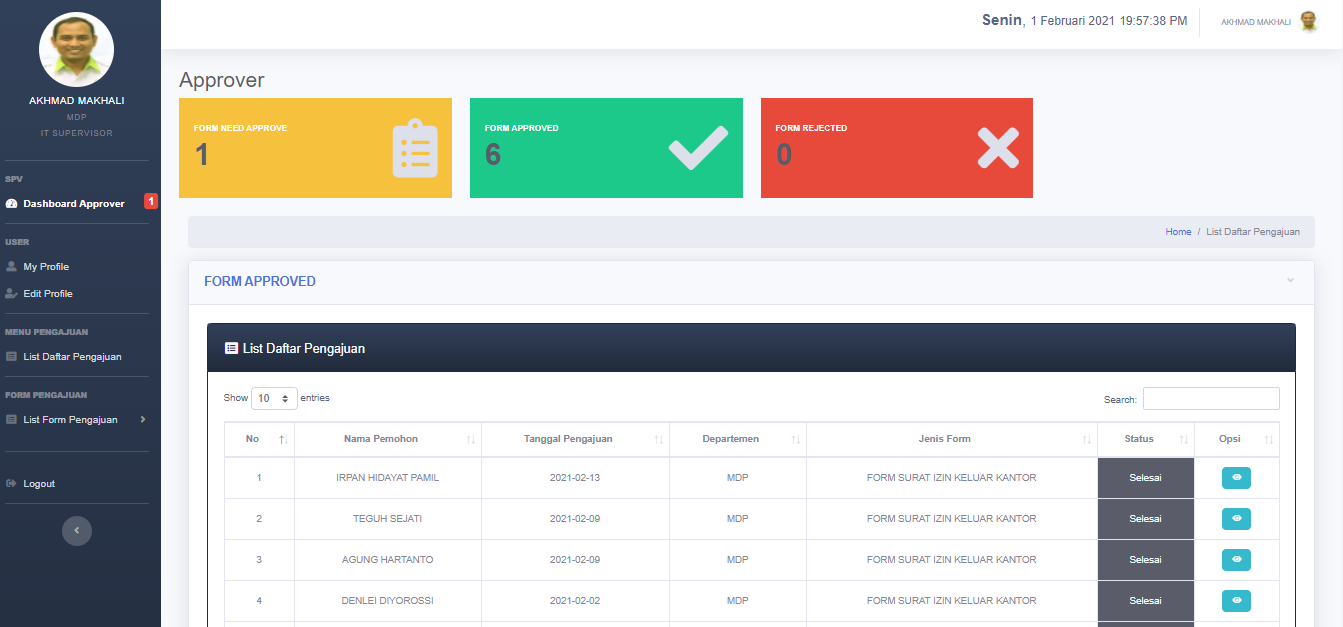 Senin, 1 Februari 2021 19:57:38 PM
AKHMAD MAKHALI
AKHMAD MAKHALI
MDP
IT SUPERVISOR
SPV
Dashboard Approver 1
USER
My Profile
Edit Profile
MENU PENGAJUAN
List Daftar Pengajuan
FORM PENGAJUAN
List Form Pengajuan
Logout
Approver
FORM NEED APPROVE
1
FORM APPROVED
6
FORM REJECTED
0
Home / List Daftar Pengajuan
FORM APPROVED
List Daftar Pengajuan
Show 10 entries
Search:
No Nama Pemohon Tanggal Pengajuan Departemen Jenis Form Status Opsi
1 IRPAN HIDAYAT PAMIL 2021-02-13 MDP FORM SURAT IZIN KELUAR KANTOR Selesai
2 TEGUH SEJATI 2021-02-09 MDP FORM SURAT IZIN KELUAR KANTOR Selesai
3 AGUNG HARTANTO 2021-02-09 MDP FORM SURAT IZIN KELUAR KANTOR Selesai
4 DENLEI DIYOROSSI 2021-02-02 MDP FORM SURAT IZIN KELUAR KANTOR Selesai